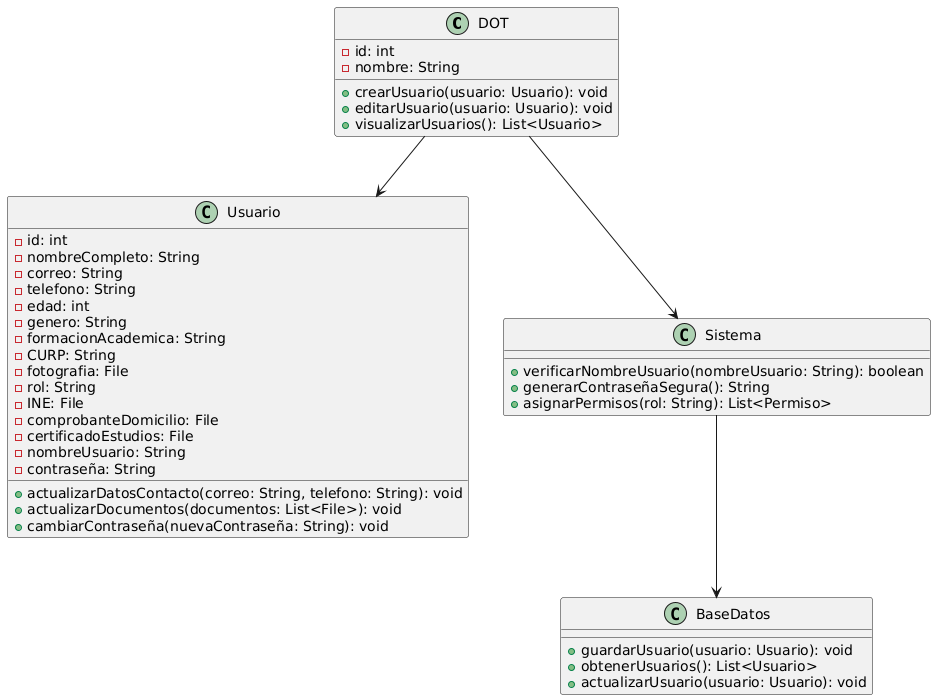 C DOT
id: int
nombre: String
crearUsuario(usuario: Usuario): void
editarUsuario(usuario: Usuario): void
visualizarUsuarios(): List<Usuario>
C Usuario
id: int
nombreCompleto: String
correo: String
telefono: String
edad: int
genero: String
formacionAcademica: String
CURP: String
fotografia: File
rol: String
INE: File
comprobanteDomicilio: File
certificadoEstudios: File
nombreUsuario: String
contraseña: String
actualizarDatosContacto(correo: String, telefono: String): void
actualizarDocumentos(documentos: List<File>): void
cambiarContraseña(nuevaContraseña: String): void
C Sistema
verificarNombreUsuario(nombreUsuario: String): boolean
generarContraseñaSegura(): String
asignarPermisos(rol: String): List<Permiso>
C BaseDatos
guardarUsuario(usuario: Usuario): void
obtenerUsuarios(): List<Usuario>
actualizarUsuario(usuario: Usuario): void